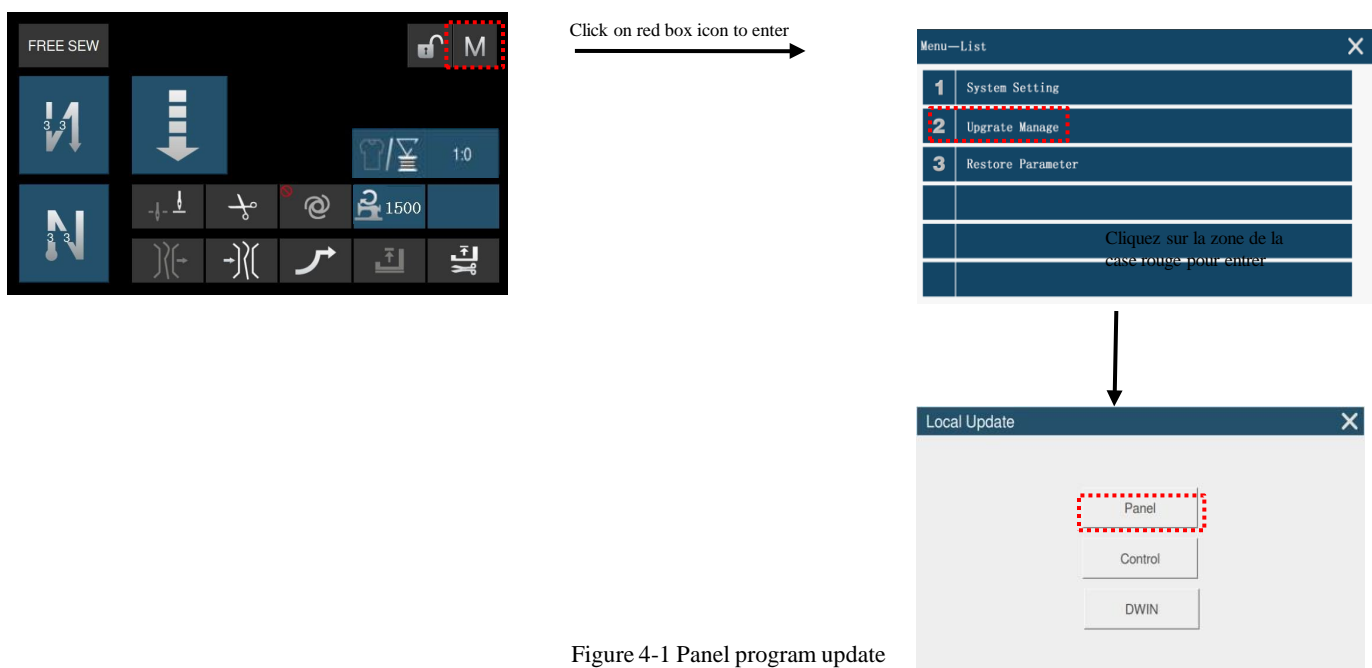 FREE SEW
M
3 3
1:0
1500
3 3
Click on red box icon to enter
Menu—List
1 System Setting
2 Upgrate Manage
3 Restore Parameter
Cliquez sur la zone de la
case rouge pour entrer
Local Update
Panel
Control
DWIN
Figure 4-1 Panel program update